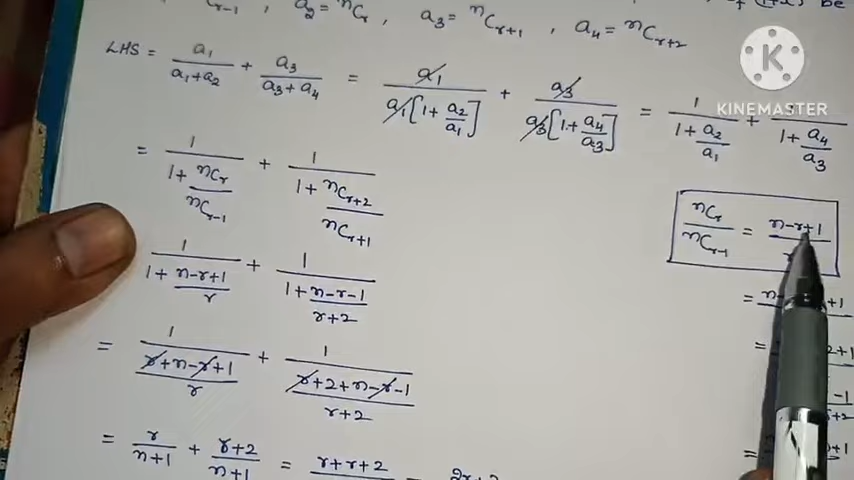 ⁿCᵣ₋₁, a₂ = ⁿCᵣ, a₃ = ⁿCᵣ₊₁, a₄ = ⁿCᵣ₊₂
LHS = a₁/(a₁+a₂) + a₃/(a₃+a₄) = a₁/(a₁[1+a₂/a₁]) + a₃/(a₃[1+a₄/a₃]) = 1/(1+a₂/a₁) + 1/(1+a₄/a₃)
KINEMASTER
= 1/(1+ⁿCᵣ/ⁿCᵣ₋₁) + 1/(1+ⁿCᵣ₊₂/ⁿCᵣ₊₁)
ⁿCᵣ/ⁿCᵣ₋₁ = (n-r+1)/
1/(1+(n-r+1)/r) + 1/(1+(n-r-1)/(r+2))
= 1/((r+n-r+1)/r) + 1/((r+2+n-r-1)/(r+2))
= r/(n+1) + (r+2)/(n+1) = r+r+2